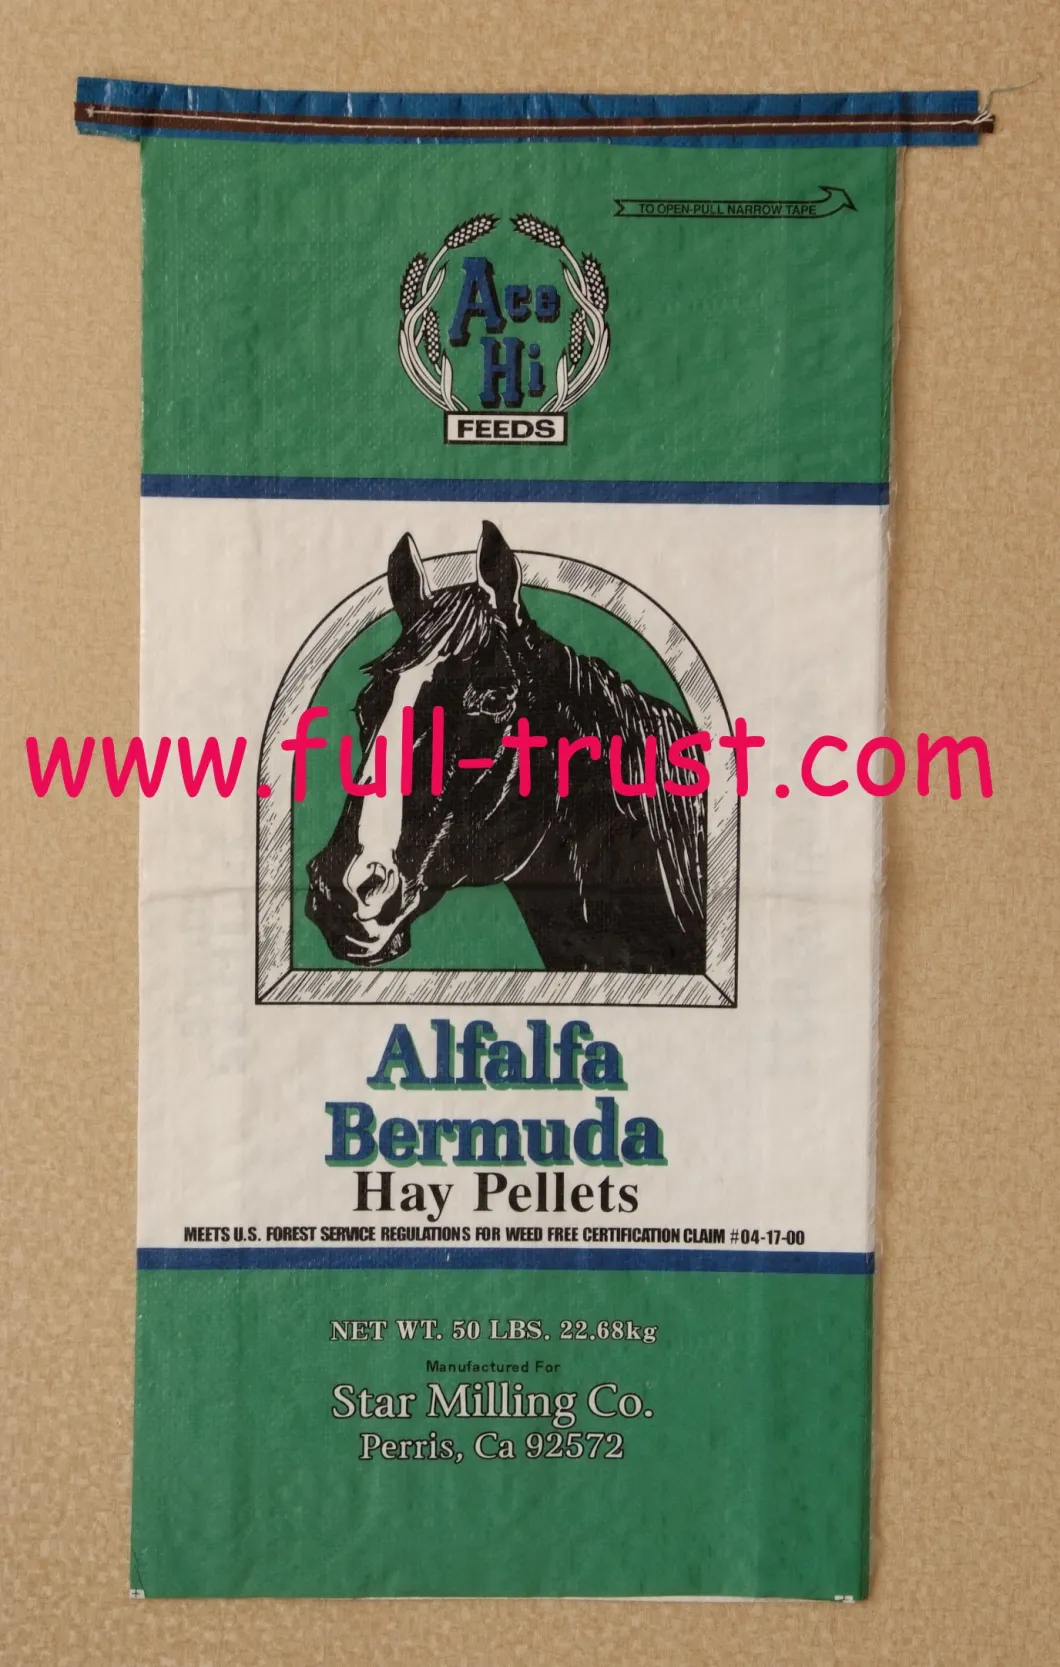 TO OPEN-PULL NARROW TAPE
Ace
Hi
FEEDS
www.full-trust.com
Alfalfa
Bermuda
Hay Pellets
MEETS U.S. FOREST SERVICE REGULATIONS FOR WEED FREE CERTIFICATION CLAIM #04-17-00
NET WT. 50 LBS. 22.68kg
Manufactured For
Star Milling Co.
Perris, Ca 92572